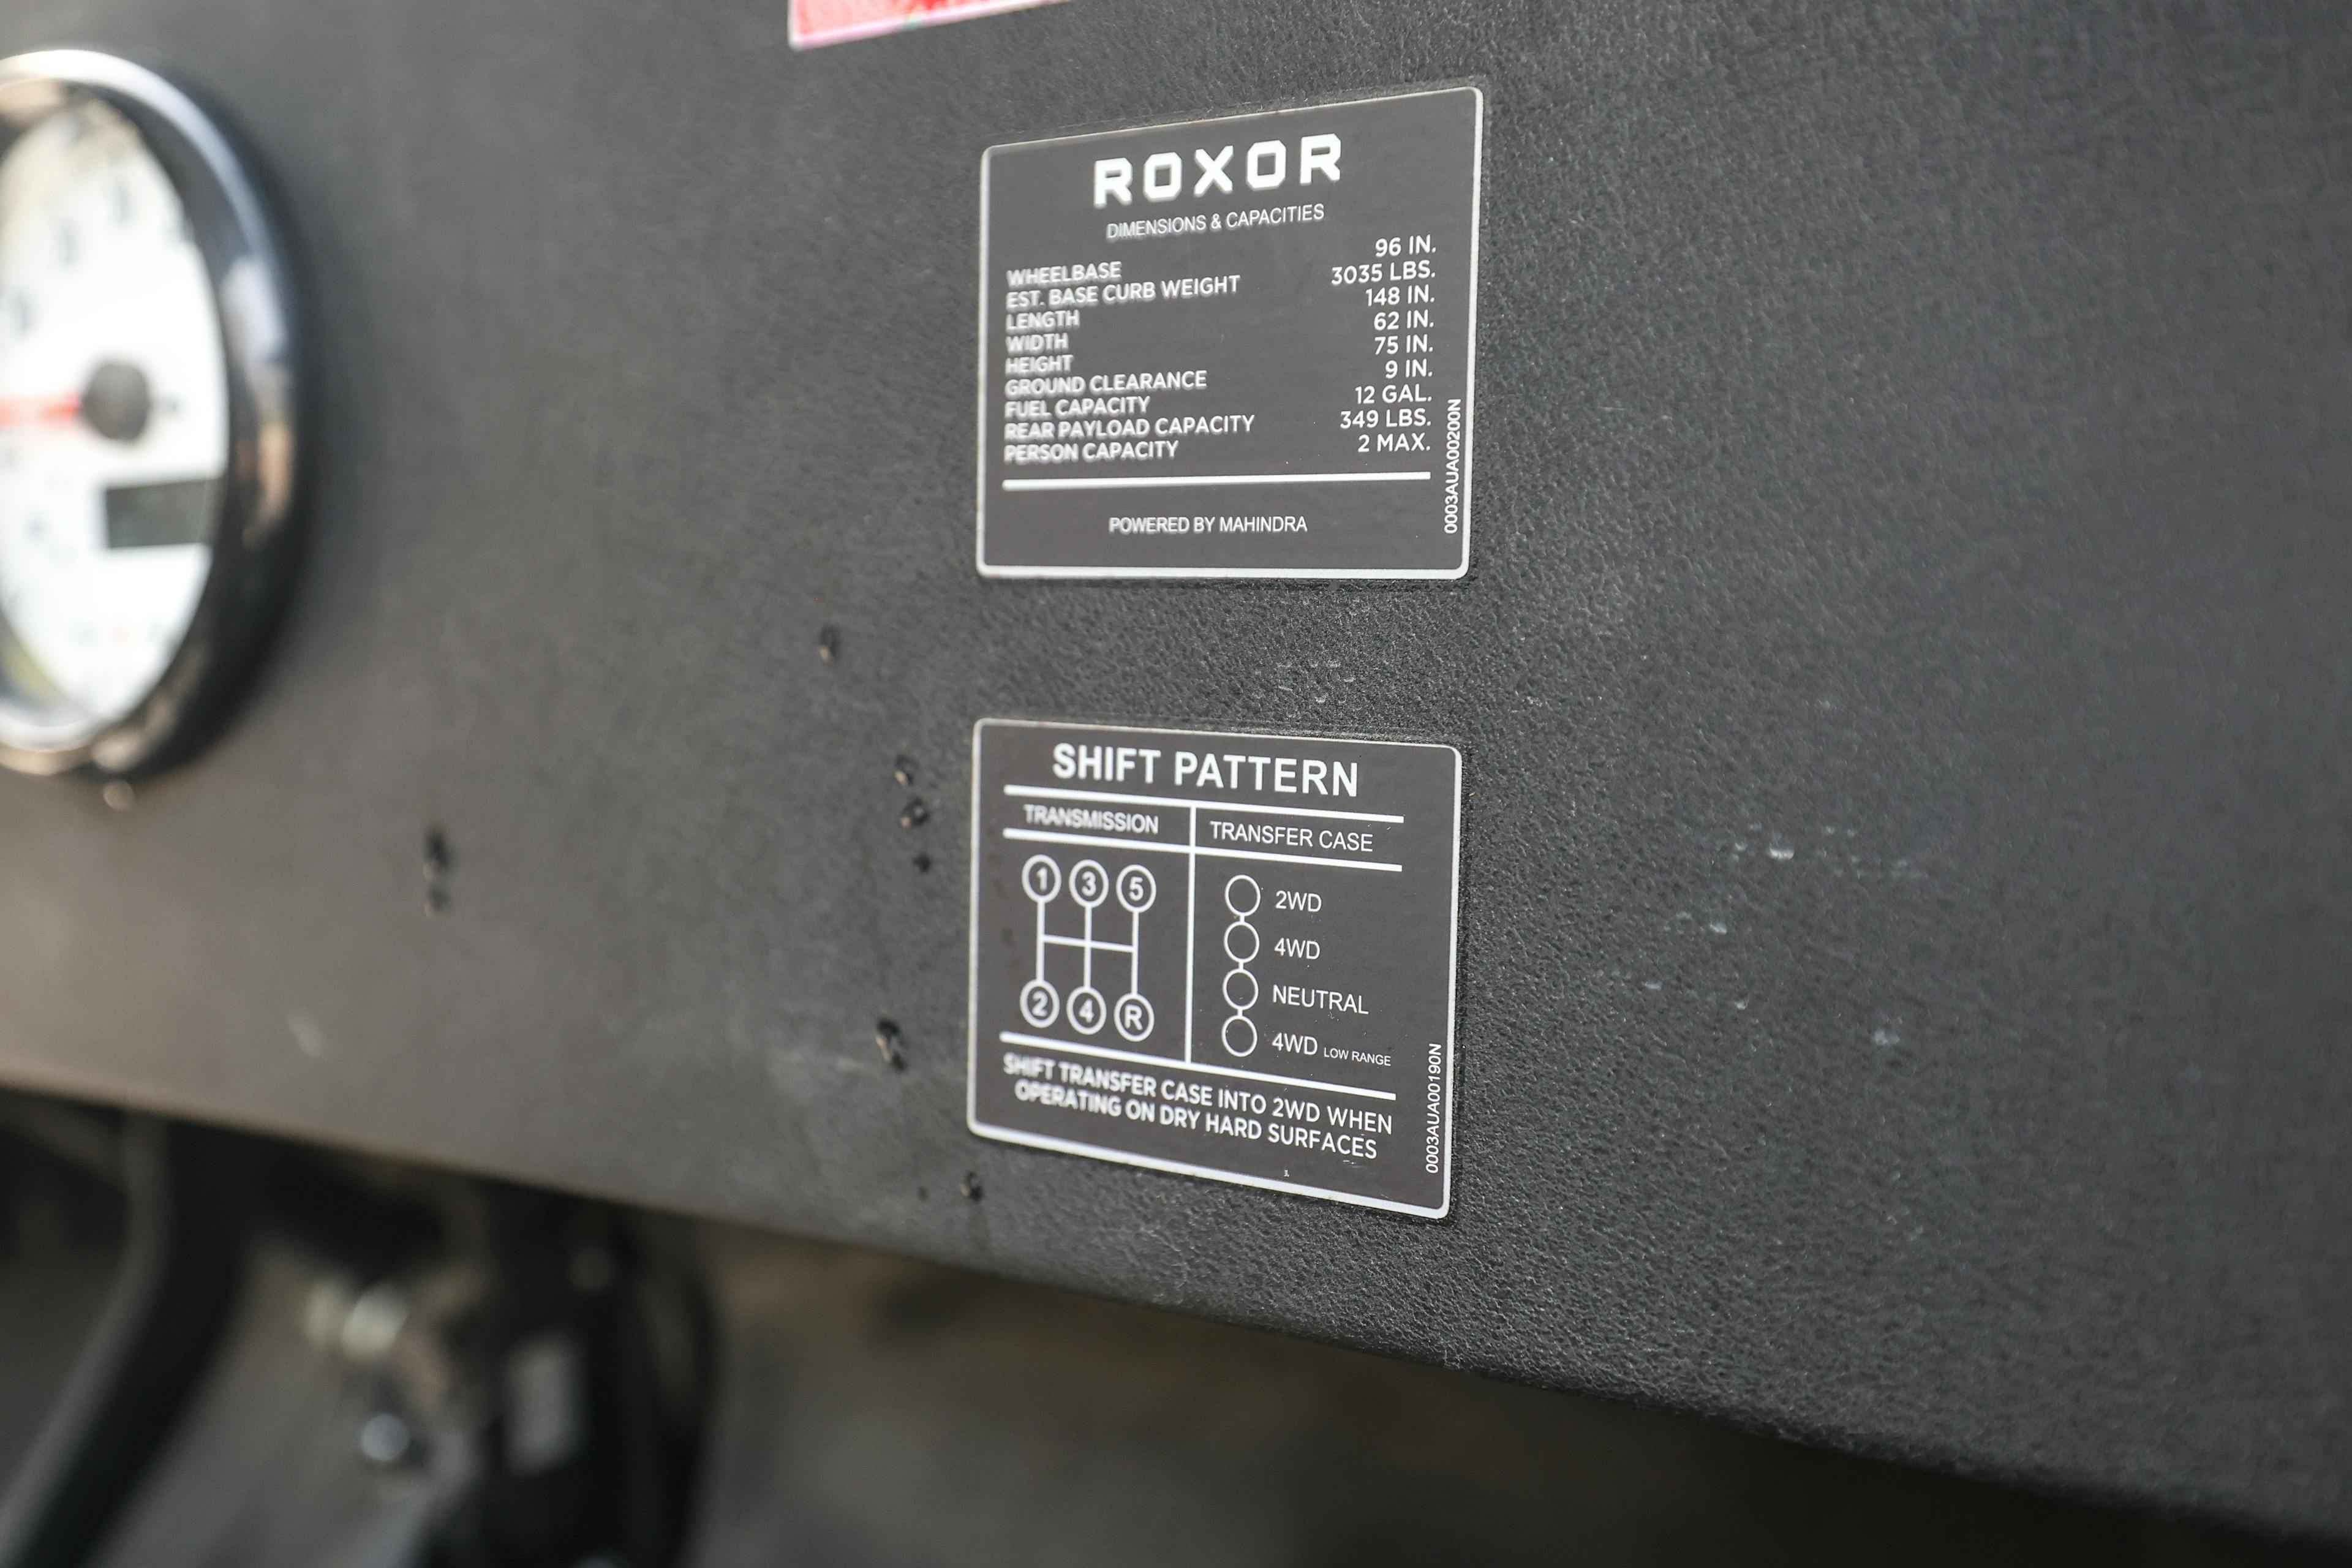 ROXOR
DIMENSIONS & CAPACITIES
WHEELBASE 96 IN.
EST. BASE CURB WEIGHT 3035 LBS.
LENGTH 148 IN.
WIDTH 62 IN.
HEIGHT 75 IN.
GROUND CLEARANCE 9 IN.
FUEL CAPACITY 12 GAL.
REAR PAYLOAD CAPACITY 349 LBS.
PERSON CAPACITY 2 MAX.
POWERED BY MAHINDRA
0003AUA00200N
SHIFT PATTERN
TRANSMISSION TRANSFER CASE
1 3 5
2 4 R
2WD
4WD
NEUTRAL
4WD LOW RANGE
SHIFT TRANSFER CASE INTO 2WD WHEN
OPERATING ON DRY HARD SURFACES
0003AUA00190N